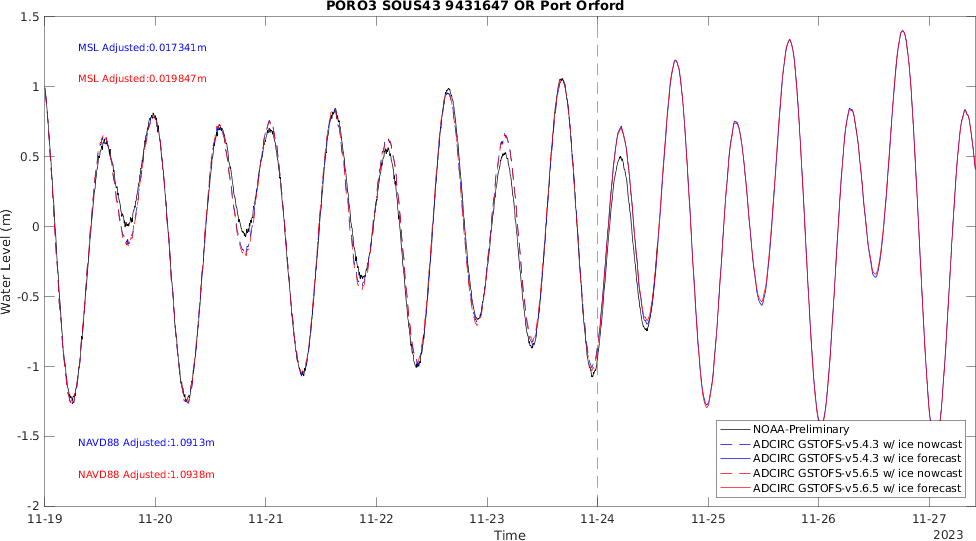 PORO3 SOUS43 9431647 OR Port Orford
1.5
1
0.5
0
-0.5
-1
-1.5
-2
Water Level (m)
MSL Adjusted:0.017341m
MSL Adjusted:0.019847m
NAVD88 Adjusted:1.0913m
NAVD88 Adjusted:1.0938m
NOAA-Preliminary
ADCIRC GSTOFS-v5.4.3 w/ ice nowcast
ADCIRC GSTOFS-v5.4.3 w/ ice forecast
ADCIRC GSTOFS-v5.6.5 w/ ice nowcast
ADCIRC GSTOFS-v5.6.5 w/ ice forecast
11-19 11-20 11-21 11-22 11-23 11-24 11-25 11-26 11-27
Time
2023